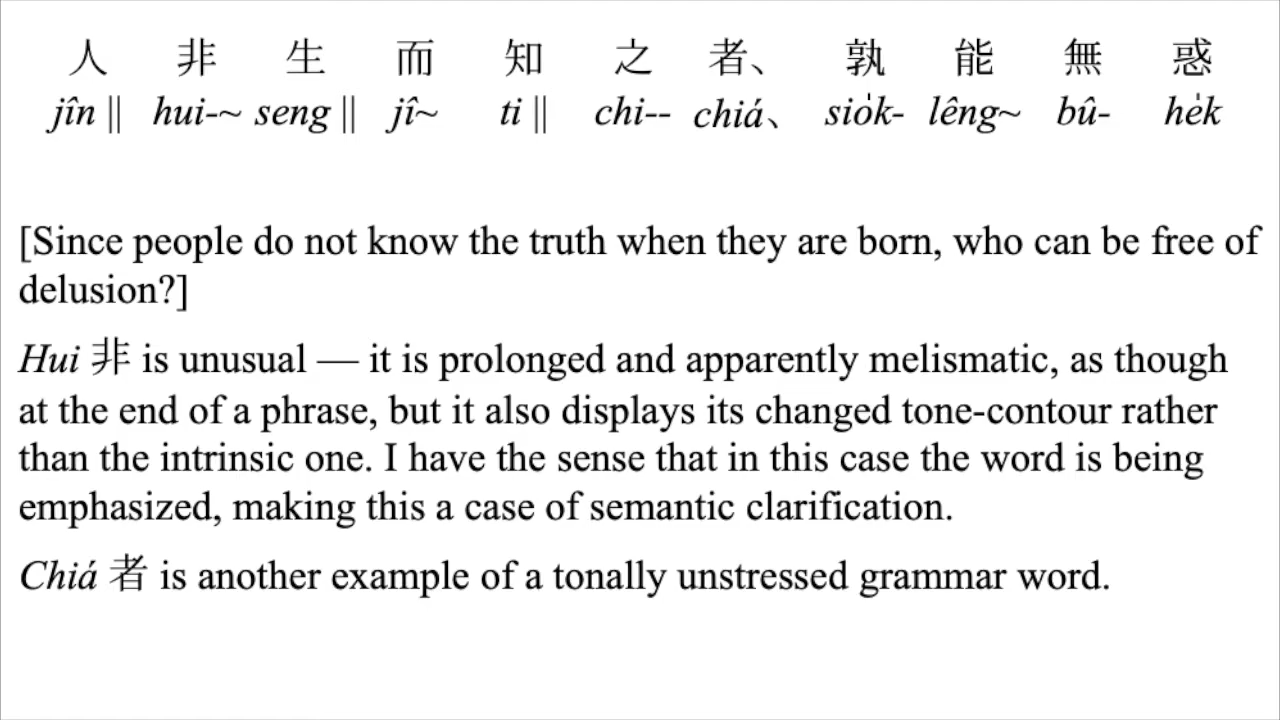 人 非 生 而 知 之 者、 孰 能 無 惑
jîn || hui-~ seng || jî~ ti || chi-- chiá、 sio̍k- lêng~ bû- he̍k
[Since people do not know the truth when they are born, who can be free of
delusion?]
Hui 非 is unusual — it is prolonged and apparently melismatic, as though
at the end of a phrase, but it also displays its changed tone-contour rather
than the intrinsic one. I have the sense that in this case the word is being
emphasized, making this a case of semantic clarification.
Chiá 者 is another example of a tonally unstressed grammar word.